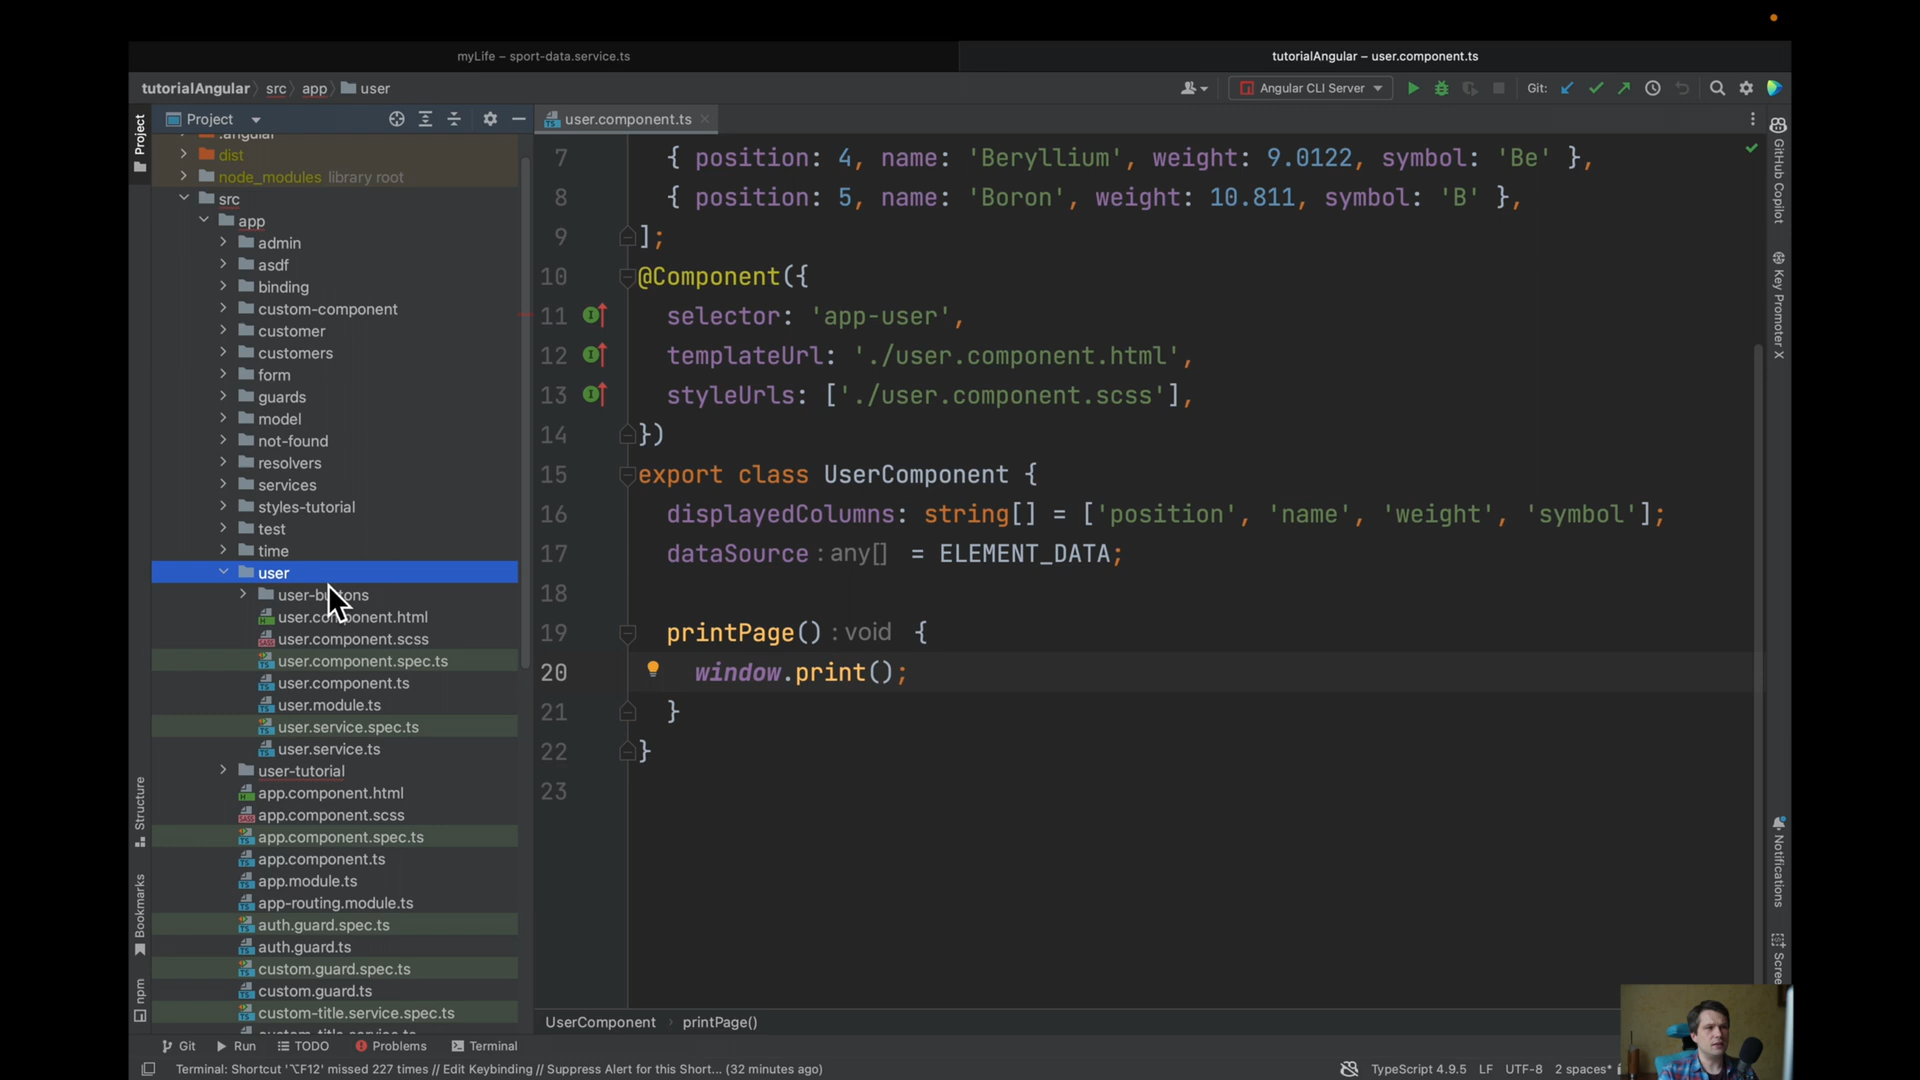 myLife – sport-data.service.ts
tutorialAngular – user.component.ts
tutorialAngular
src
app
user
Angular CLI Server
Git:
Project
Project
user.component.ts
.angular
dist
node_modules library root
src
app
admin
asdf
binding
custom-component
customer
customers
form
guards
model
not-found
resolvers
services
styles-tutorial
test
time
user
user-buttons
user.component.html
user.component.scss
user.component.spec.ts
user.component.ts
user.module.ts
user.service.spec.ts
user.service.ts
user-tutorial
app.component.html
app.component.scss
app.component.spec.ts
app.component.ts
app.module.ts
app-routing.module.ts
auth.guard.spec.ts
auth.guard.ts
custom.guard.spec.ts
custom.guard.ts
custom-title.service.spec.ts
custom-title.service.ts
7 { position: 4, name: 'Beryllium', weight: 9.0122, symbol: 'Be' },
8 { position: 5, name: 'Boron', weight: 10.811, symbol: 'B' },
9 ];
10 @Component({
11 selector: 'app-user',
12 templateUrl: './user.component.html',
13 styleUrls: ['./user.component.scss'],
14 })
15 export class UserComponent {
16 displayedColumns: string[] = ['position', 'name', 'weight', 'symbol'];
17 dataSource : any[] = ELEMENT_DATA;
18
19 printPage() : void {
20 window.print();
21 }
22 }
23
GitHub Copilot
Key Promoter X
Notifications
Structure
Bookmarks
npm
UserComponent
printPage()
Git
Run
TODO
Problems
Terminal
Terminal: Shortcut '⌥F12' missed 227 times // Edit Keybinding // Suppress Alert for this Short... (32 minutes ago)
TypeScript 4.9.5
LF
UTF-8
2 spaces*